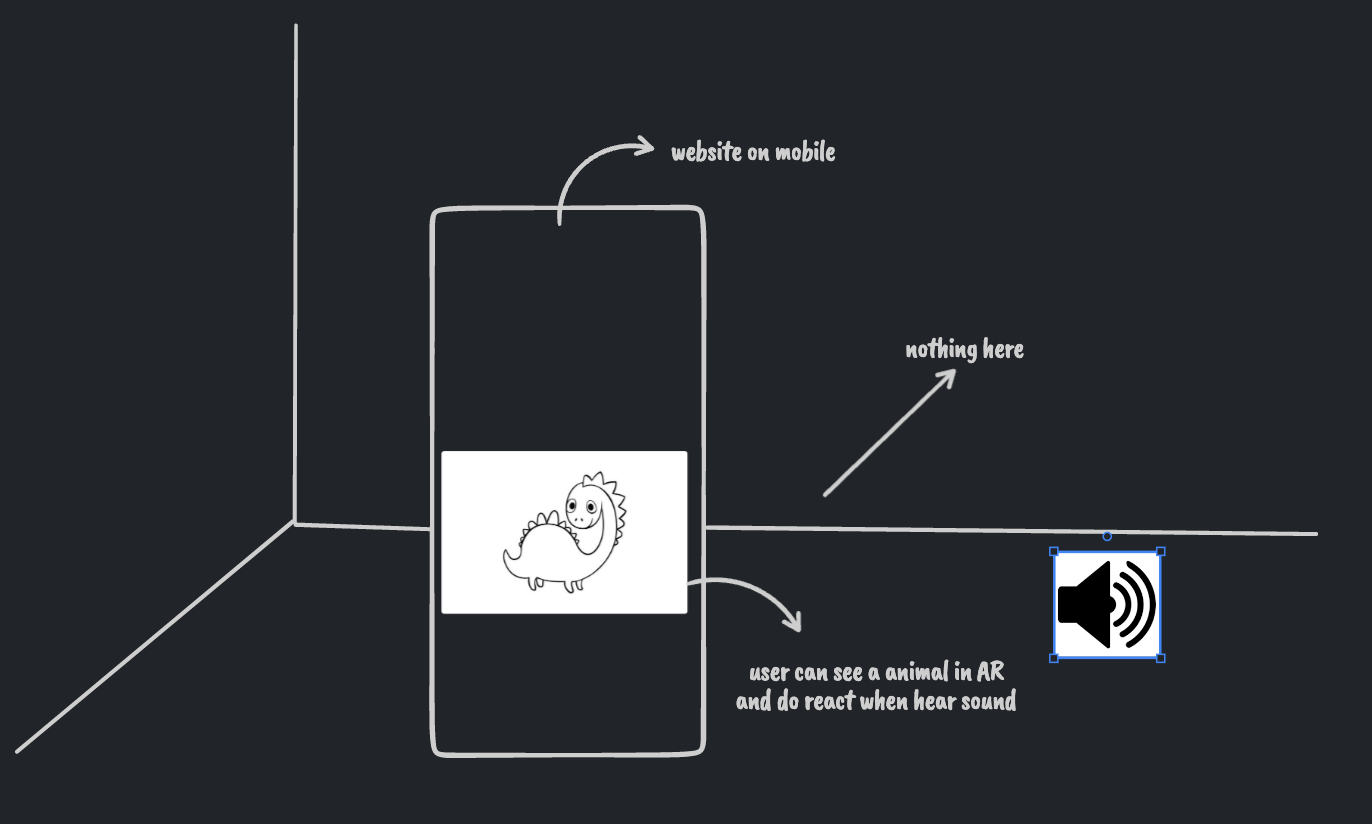 website on mobile
nothing here
user can see a animal in AR
and do react when hear sound